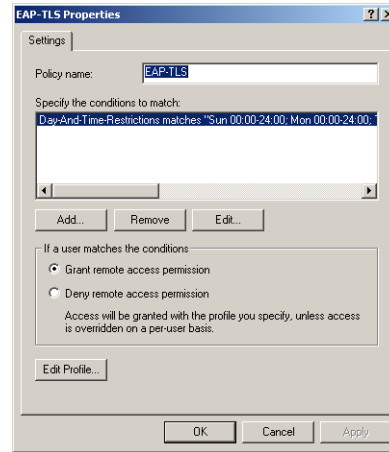 EAP-TLS Properties
Settings
Policy name:
EAP-TLS
Specify the conditions to match:
Day-And-Time-Restrictions matches "Sun 00:00-24:00; Mon 00:00-24:00;
Add...
Remove
Edit...
If a user matches the conditions
Grant remote access permission
Deny remote access permission
Access will be granted with the profile you specify, unless access
is overridden on a per-user basis.
Edit Profile...
OK
Cancel
Apply